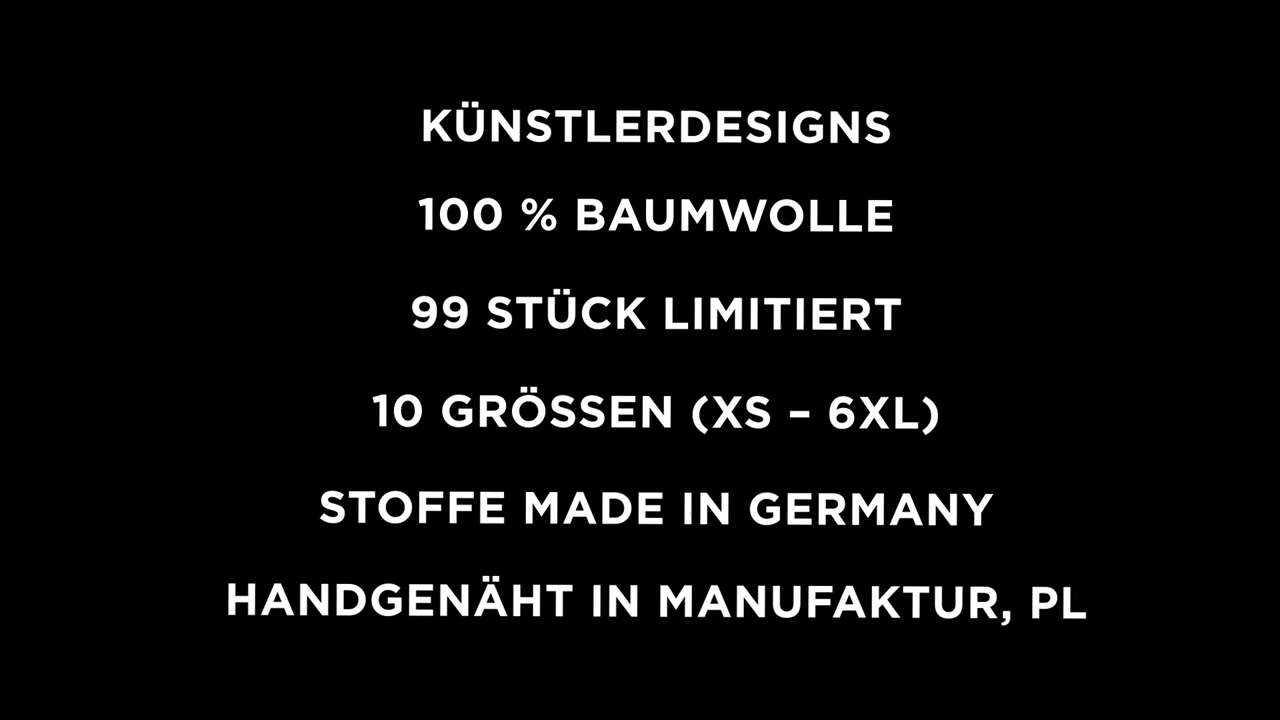 KÜNSTLERDESIGNS
100 % BAUMWOLLE
99 STÜCK LIMITIERT
10 GRÖSSEN (XS – 6XL)
STOFFE MADE IN GERMANY
HANDGENÄHT IN MANUFAKTUR, PL